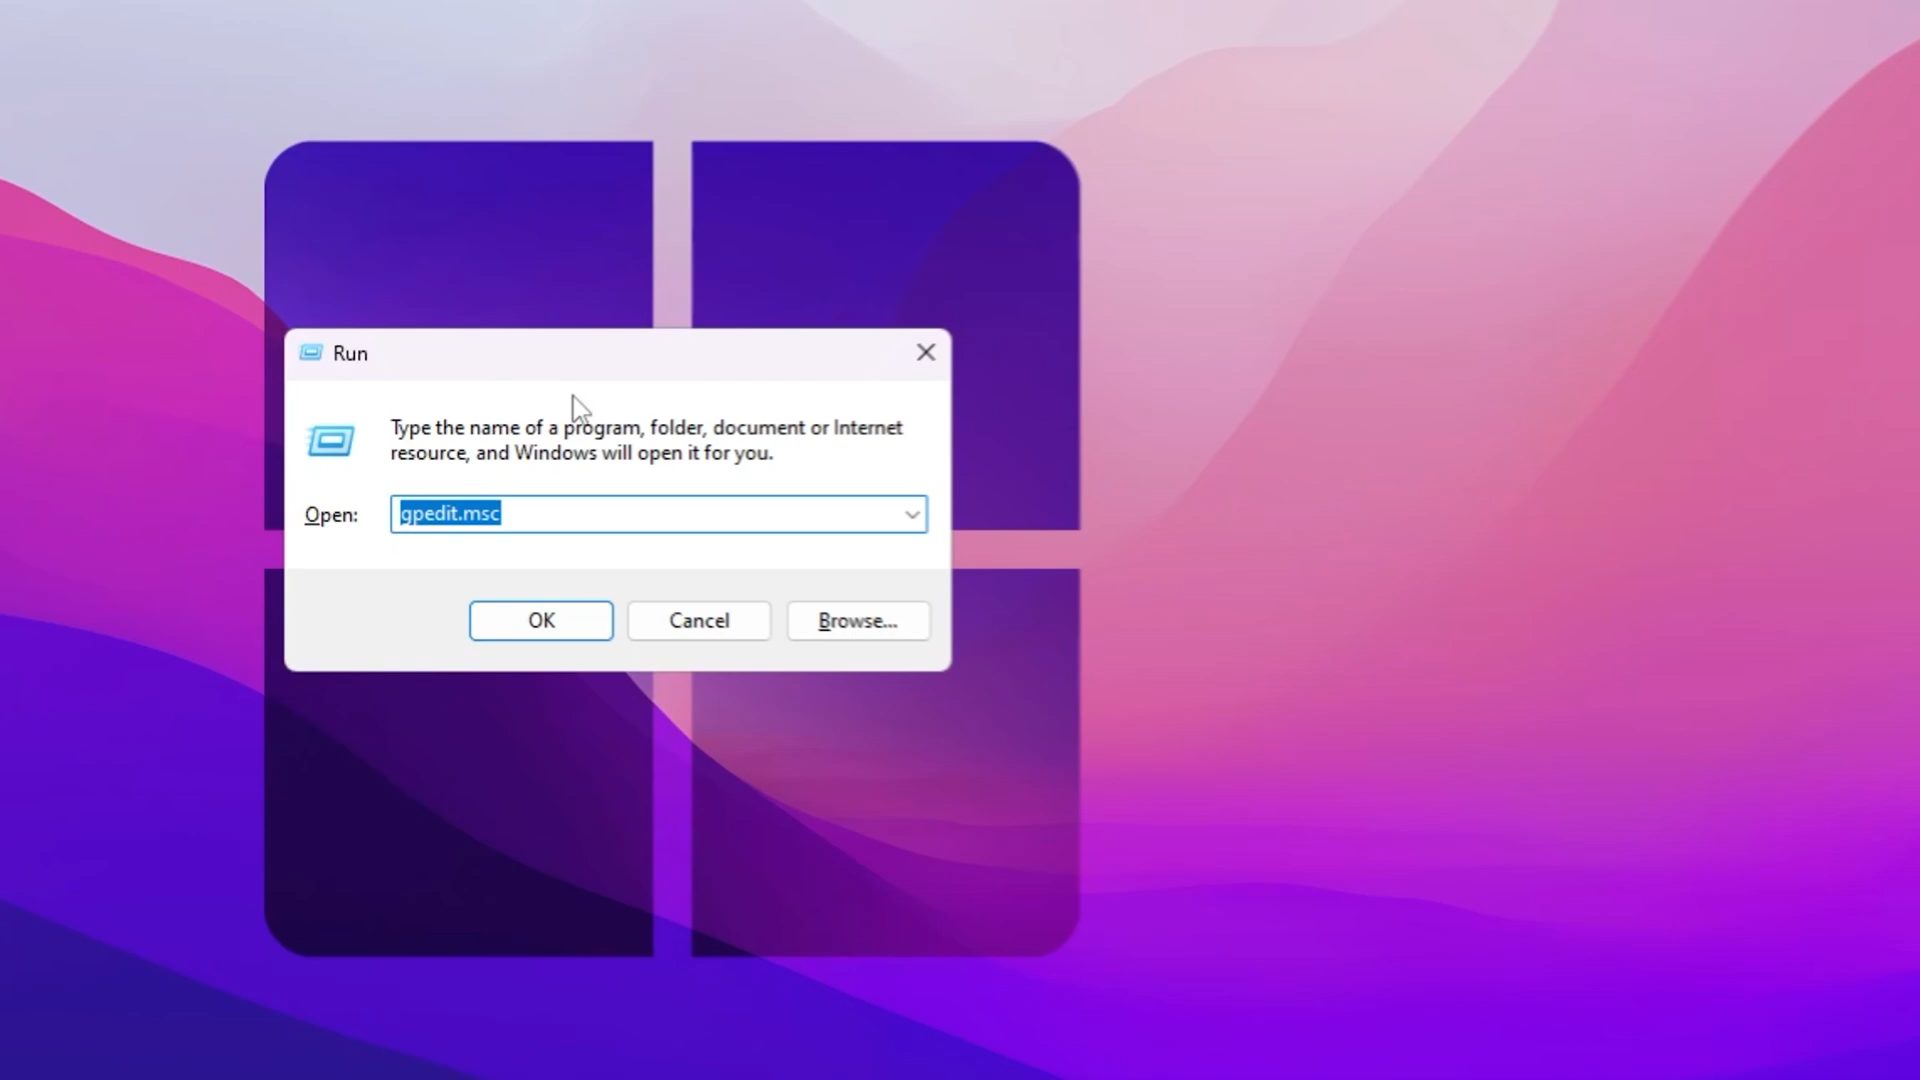 Run
Type the name of a program, folder, document or Internet
resource, and Windows will open it for you.
Open: gpedit.msc
OK Cancel Browse...